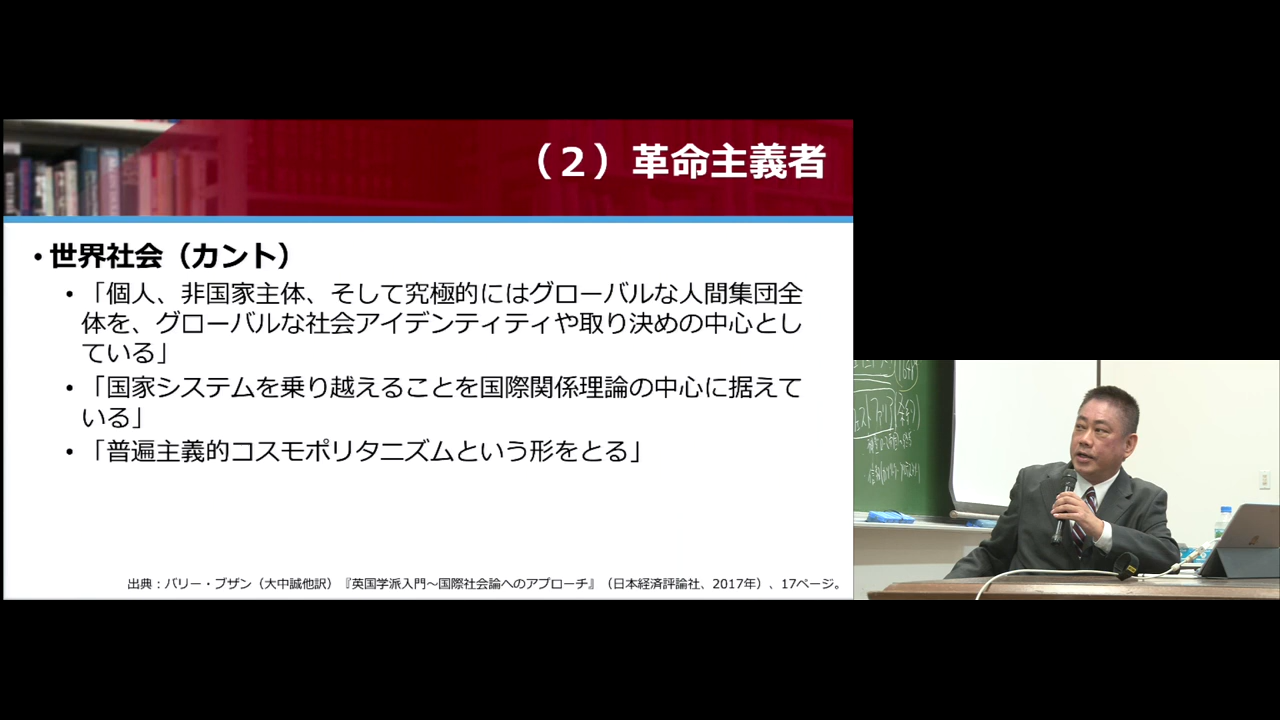 （２）革命主義者
• 世界社会（カント）
• 「個人、非国家主体、そして究極的にはグローバルな人間集団全
体を、グローバルな社会アイデンティティや取り決めの中心とし
ている」
• 「国家システムを乗り越えることを国際関係理論の中心に据えて
いる」
• 「普遍主義的コスモポリタニズムという形をとる」
出典：バリー・ブザン（大中誠他訳）『英国学派入門～国際社会論へのアプローチ』（日本経済評論社、2017年）、17ページ。